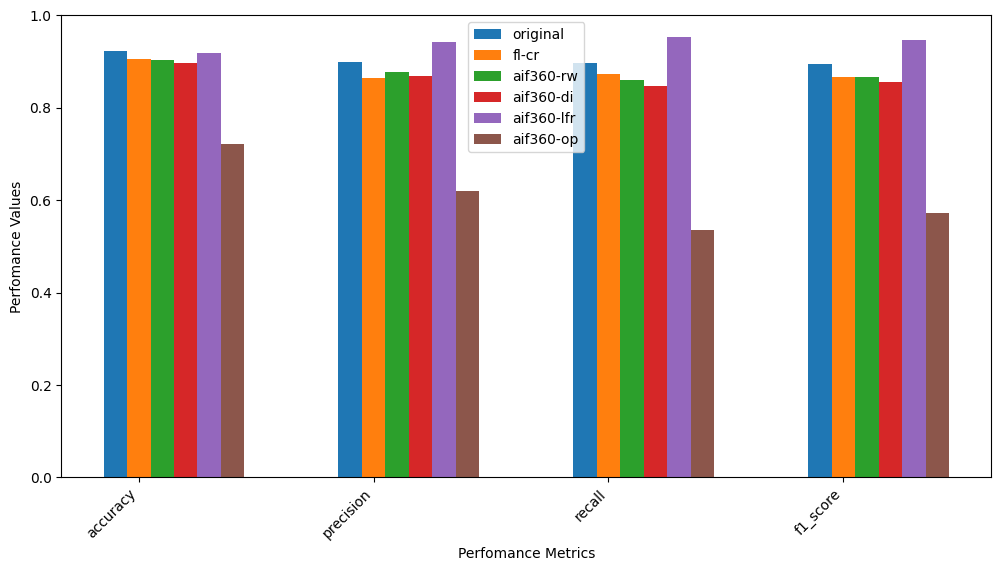 1.0
0.8
0.6
0.4
0.2
0.0
Perfomance Values
original
fl-cr
aif360-rw
aif360-di
aif360-lfr
aif360-op
accuracy
precision
recall
f1_score
Perfomance Metrics